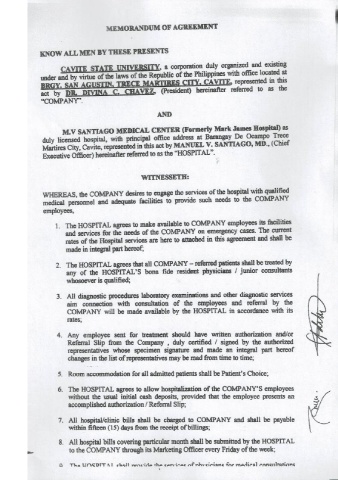 MEMORANDUM OF AGREEMENT
KNOW ALL MEN BY THESE PRESENTS
CAVITE STATE UNIVERSITY, a corporation duly organized and existing
under and by virtue of the laws of the Republic of the Philippines with office located at
BRGY. SAN AGUSTIN, TRECE MARTIRES CITY, CAVITE, represented in this
act by DR. DIVINA C. CHAVEZ, (President) hereinafter referred to as the
"COMPANY".
AND
M.V SANTIAGO MEDICAL CENTER (Formerly Mark James Hospital) as
duly licensed hospital, with principal office address at Barangay De Ocampo Trece
Martires City, Cavite, represented in this act by MANUEL V. SANTIAGO, MD., (Chief
Executive Officer) hereinafter referred to as the "HOSPITAL".
WITNESSETH:
WHEREAS, the COMPANY desires to engage the services of the hospital with qualified
medical personnel and adequate facilities to provide such needs to the COMPANY
employees,
1. The HOSPITAL agrees to make available to COMPANY employees its facilities
and services for the needs of the COMPANY on emergency cases. The current
rates of the Hospital services are here to attached in this agreement and shall be
made in integral part hereof;
2. The HOSPITAL agrees that all COMPANY – referred patients shall be treated by
any of the HOSPITAL'S bona fide resident physicians / junior consultants
whosoever is qualified;
3. All diagnostic procedures laboratory examinations and other diagnostic services
aim connection with consultation of the employees and referral by the
COMPANY will be made available by the HOSPITAL in accordance with its
rates;
4. Any employee sent for treatment should have written authorization and/or
Referral Slip from the Company , duly certified / signed by the authorized
representatives whose specimen signature and made an integral part hereof
changes in the list of representatives may be read from time to time;
5. Room accommodation for all admitted patients shall be Patient's Choice;
6. The HOSPITAL agrees to allow hospitalization of the COMPANY'S employees
without the usual initial cash deposits, provided that the employee presents an
accomplished authorization / Referral Slip;
7. All hospital/clinic bills shall be charged to COMPANY and shall be payable
within fifteen (15) days from the receipt of billings;
8. All hospital bills covering particular month shall be submitted by the HOSPITAL
to the COMPANY through its Marketing Officer every Friday of the week;
9. The HOSPITAL shall provide the services of physicians for medical consultations